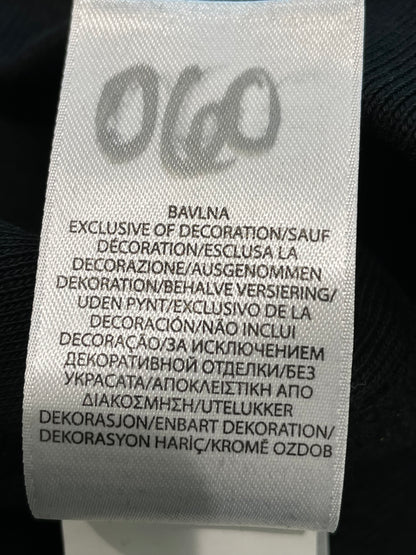 060
BAVLNA
EXCLUSIVE OF DECORATION/SAUF
DÉCORATION/ESCLUSA LA
DECORAZIONE/AUSGENOMMEN
DEKORATION/BEHALVE VERSIERING/
UDEN PYNT/EXCLUSIVO DE LA
DECORACIÓN/NÃO INCLUI
DECORAÇÃO/ЗА ИСКЛЮЧЕНИЕМ
ДЕКОРАТИВНОЙ ОТДЕЛКИ/БЕЗ
УКРАСАТА/ΑΠΟΚΛΕΙΣΤΙΚΗ ΑΠΟ
ΔΙΑΚΟΣΜΗΣΗ/UTELUKKER
DEKORASJON/ENBART DEKORATION/
DEKORASYON HARİÇ/KROMĚ OZDOB